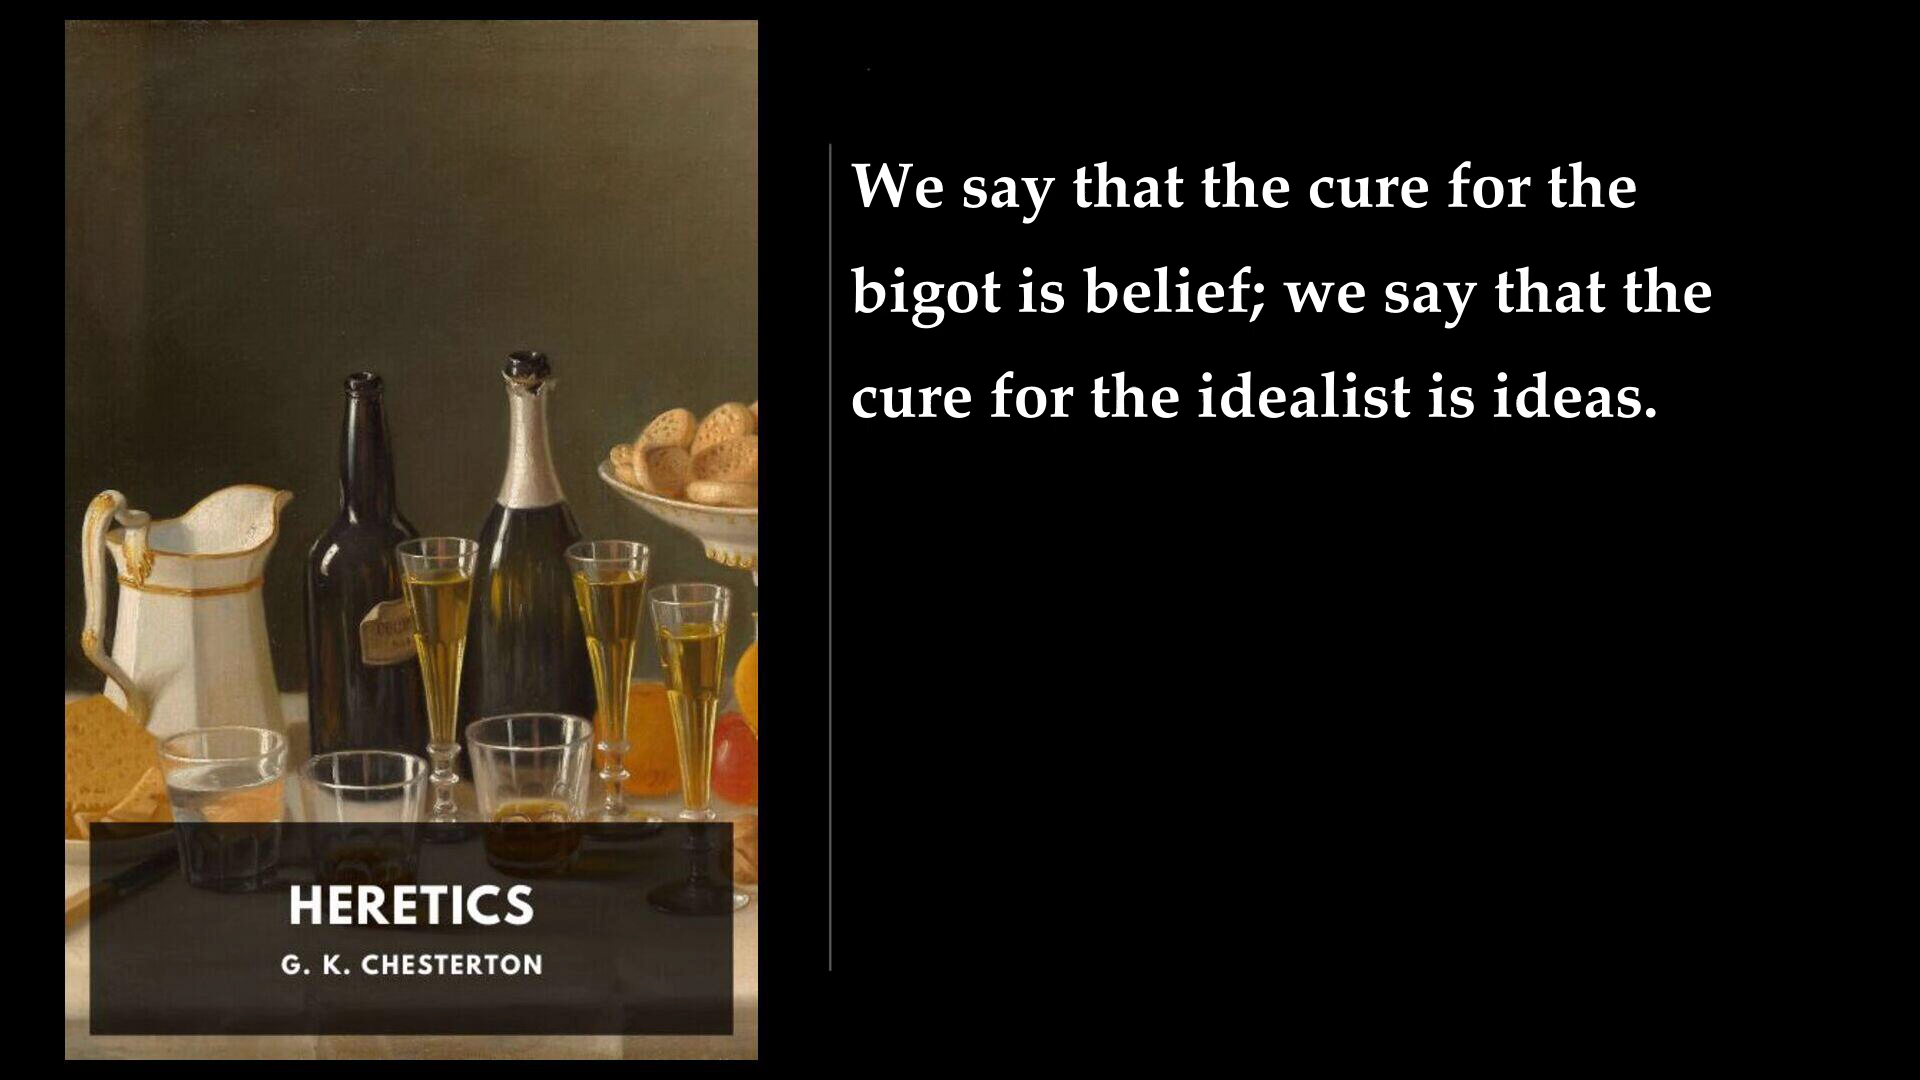 We say that the cure for the
bigot is belief; we say that the
cure for the idealist is ideas.
HERETICS
G. K. CHESTERTON